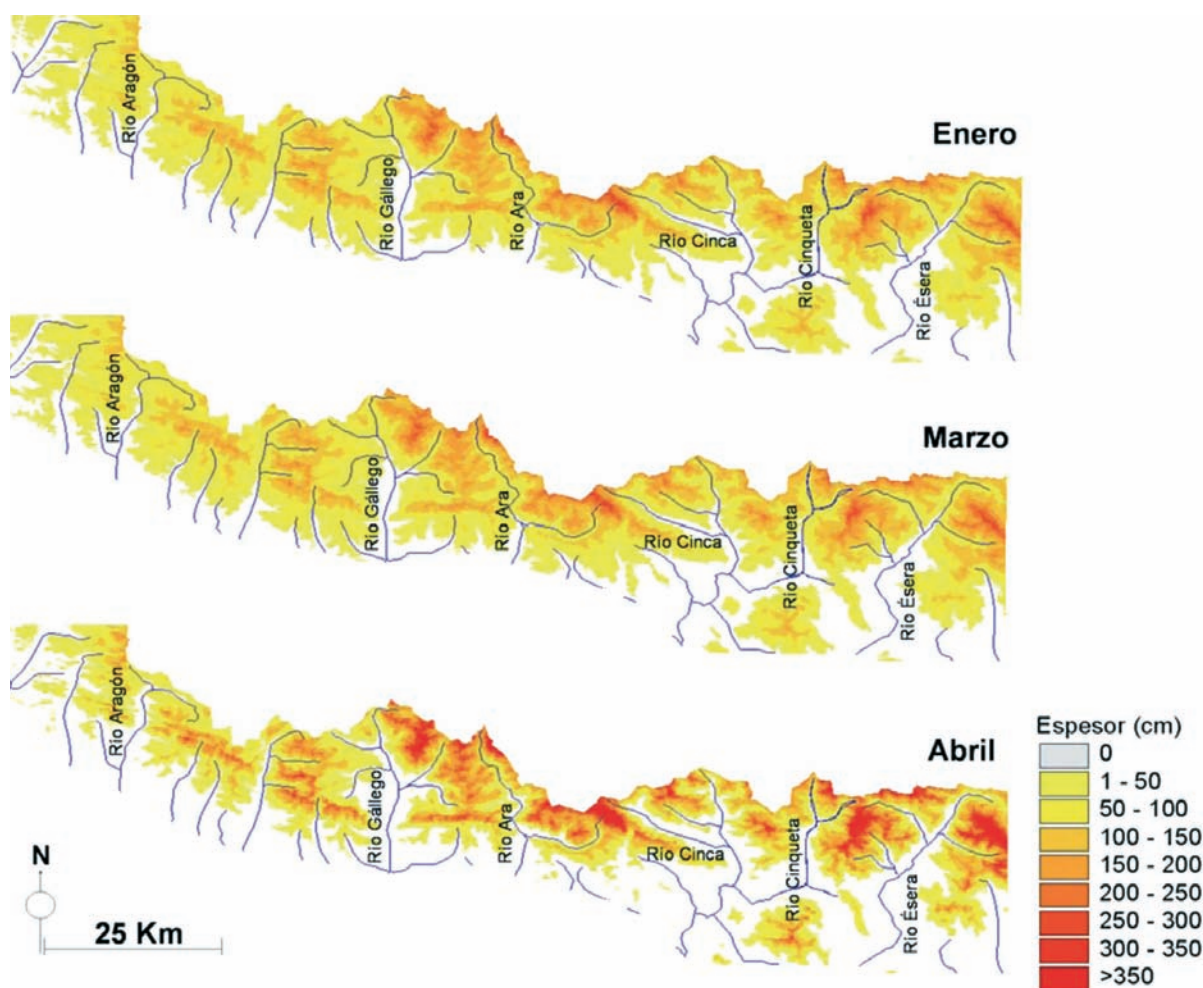 Enero
Río Aragón
Río Gállego
Río Ara
Río Cinca
Río Cinqueta
Río Ésera
Marzo
Río Aragón
Río Gállego
Río Ara
Río Cinca
Río Cinqueta
Río Ésera
Abril
Río Aragón
Río Gállego
Río Ara
Río Cinca
Río Cinqueta
Río Ésera
N
25 Km
Espesor (cm)
0
1 - 50
50 - 100
100 - 150
150 - 200
200 - 250
250 - 300
300 - 350
>350